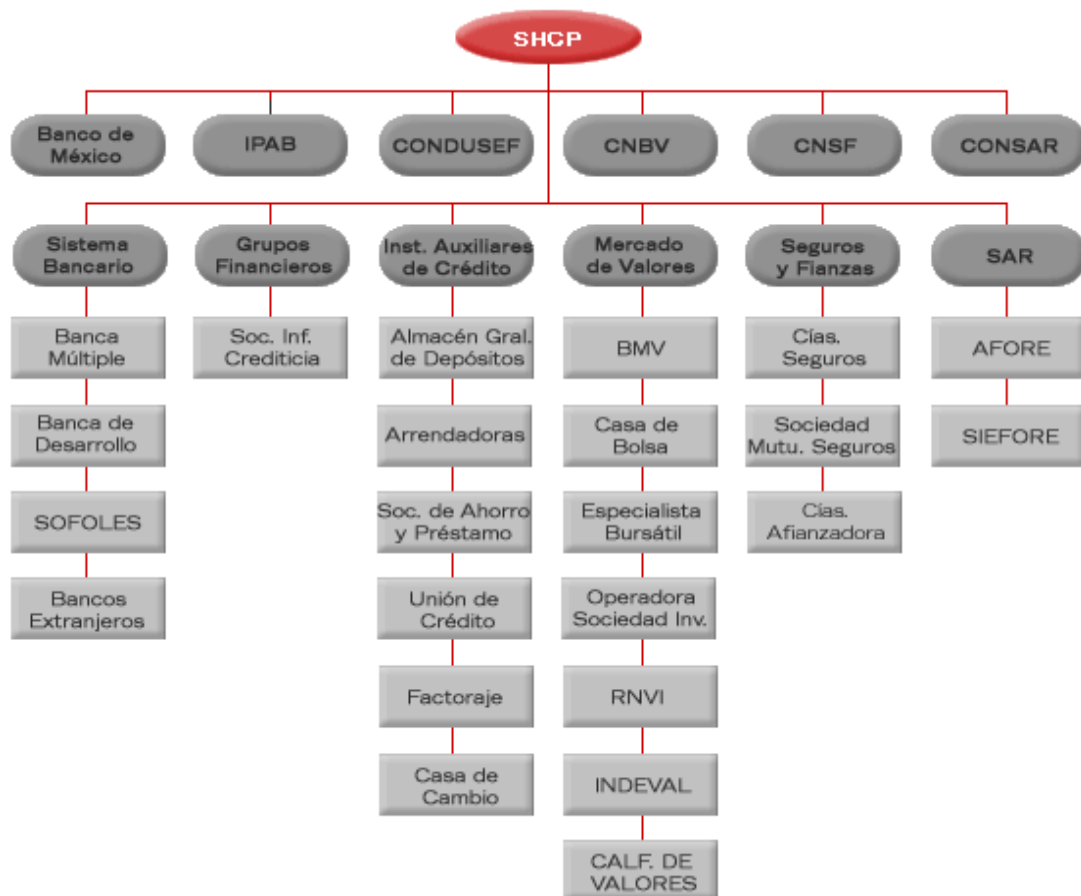 SHCP
Banco de
México
IPAB
CONDUSEF
CNBV
CNSF
CONSAR
Sistema
Bancario
Grupos
Financieros
Inst. Auxiliares
de Crédito
Mercado
de Valores
Seguros
y Fianzas
SAR
Banca
Múltiple
Banca de
Desarrollo
SOFOLES
Bancos
Extranjeros
Soc. Inf.
Crediticia
Almacén Gral.
de Depósitos
Arrendadoras
Soc. de Ahorro
y Préstamo
Unión de
Crédito
Factoraje
Casa de
Cambio
BMV
Casa de
Bolsa
Especialista
Bursátil
Operadora
Sociedad Inv.
RNVI
INDEVAL
CALF. DE
VALORES
Cías.
Seguros
Sociedad
Mutu. Seguros
Cías.
Afianzadora
AFORE
SIEFORE